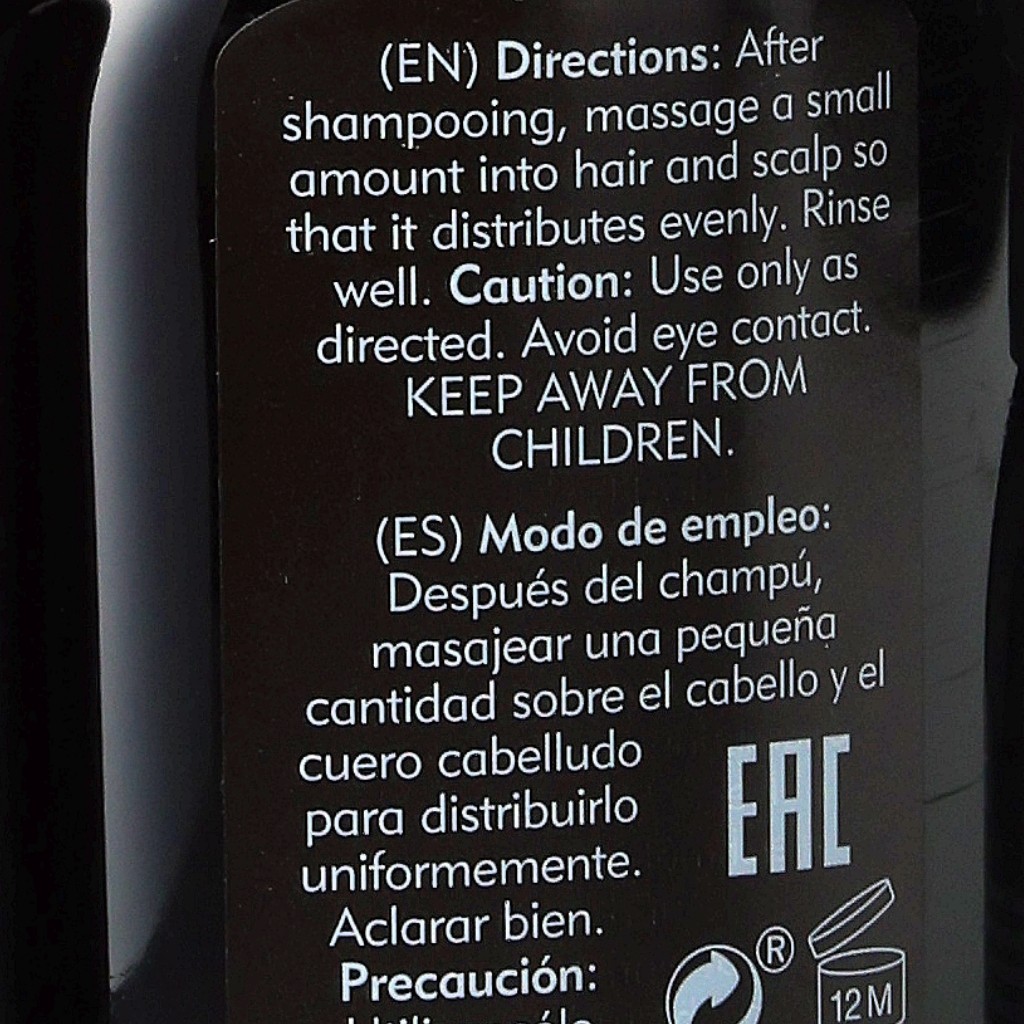 (EN) Directions: After
shampooing, massage a small
amount into hair and scalp so
that it distributes evenly. Rinse
well. Caution: Use only as
directed. Avoid eye contact.
KEEP AWAY FROM
CHILDREN.
(ES) Modo de empleo:
Después del champú,
masajear una pequeña
cantidad sobre el cabello y el
cuero cabelludo
para distribuirlo
uniformemente.
Aclarar bien.
Precaución:
EAC
®
12M